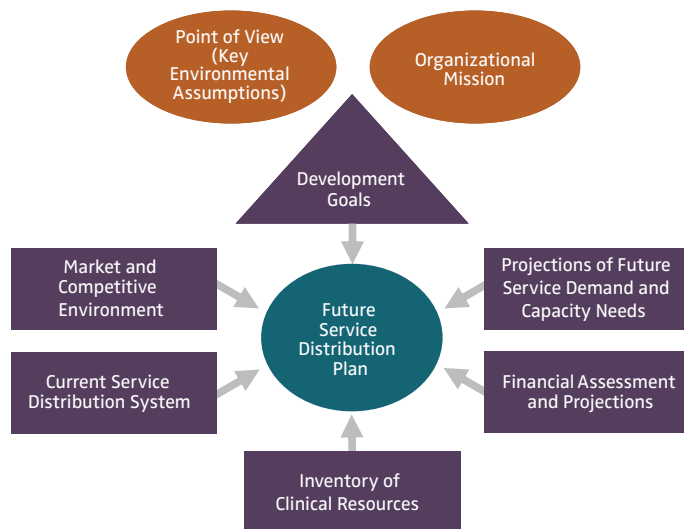 Point of View
(Key
Environmental
Assumptions)
Organizational
Mission
Development
Goals
Market and
Competitive
Environment
Projections of Future
Service Demand and
Capacity Needs
Future
Service
Distribution
Plan
Current Service
Distribution System
Financial Assessment
and Projections
Inventory of
Clinical Resources